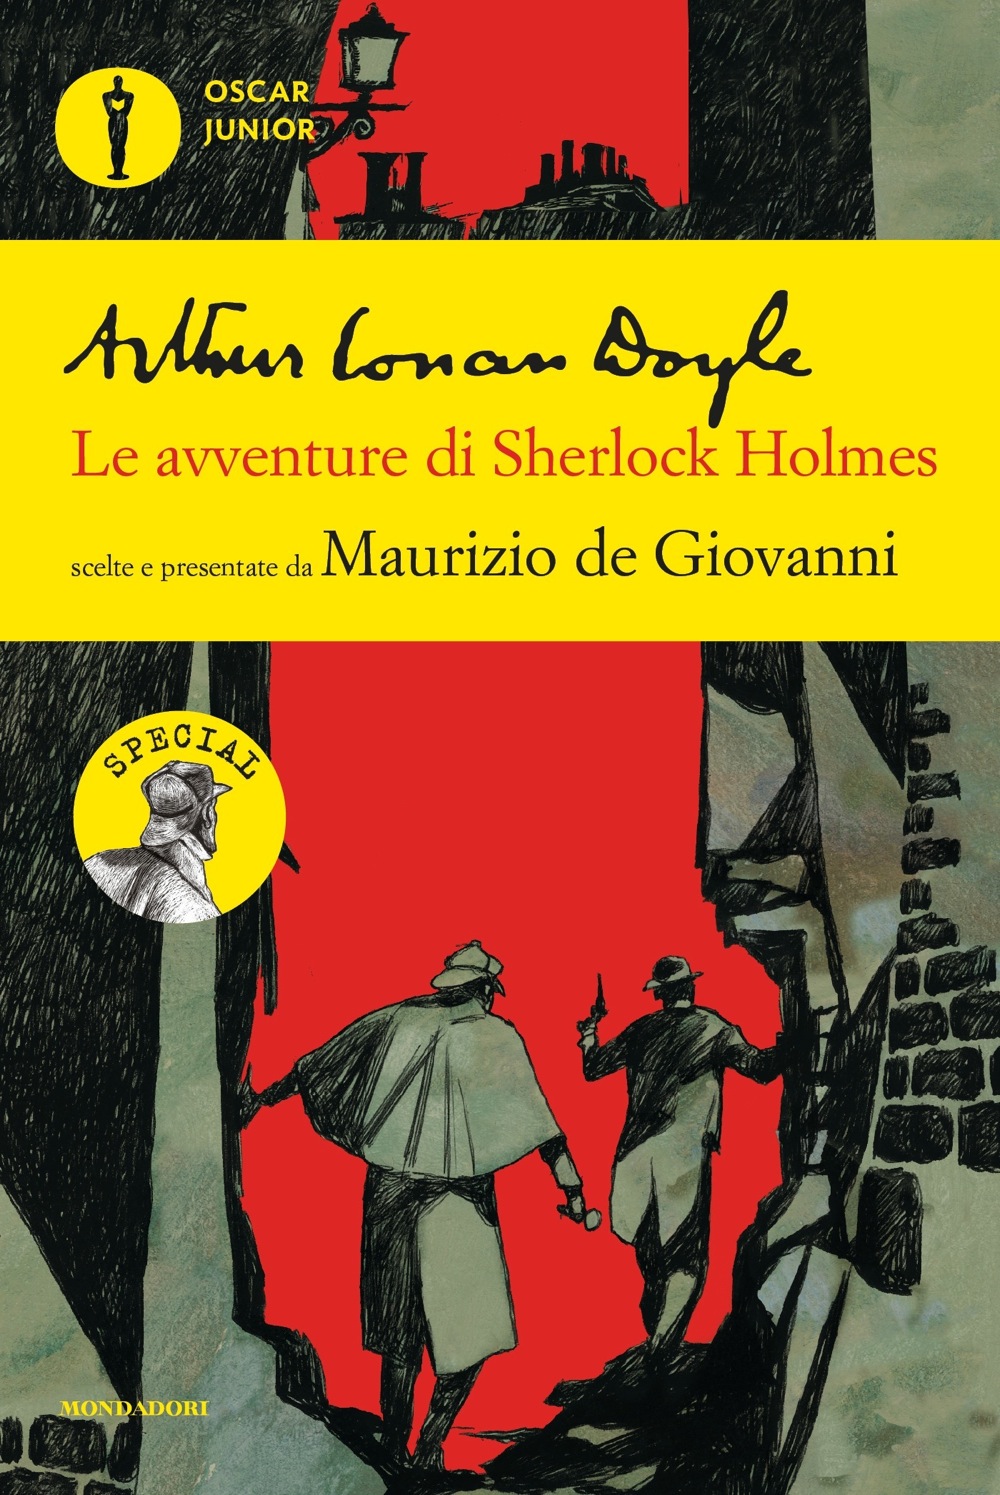 OSCAR
JUNIOR
Arthur Conan Doyle
Le avventure di Sherlock Holmes
scelte e presentate da Maurizio de Giovanni
SPECIAL
MONDADORI